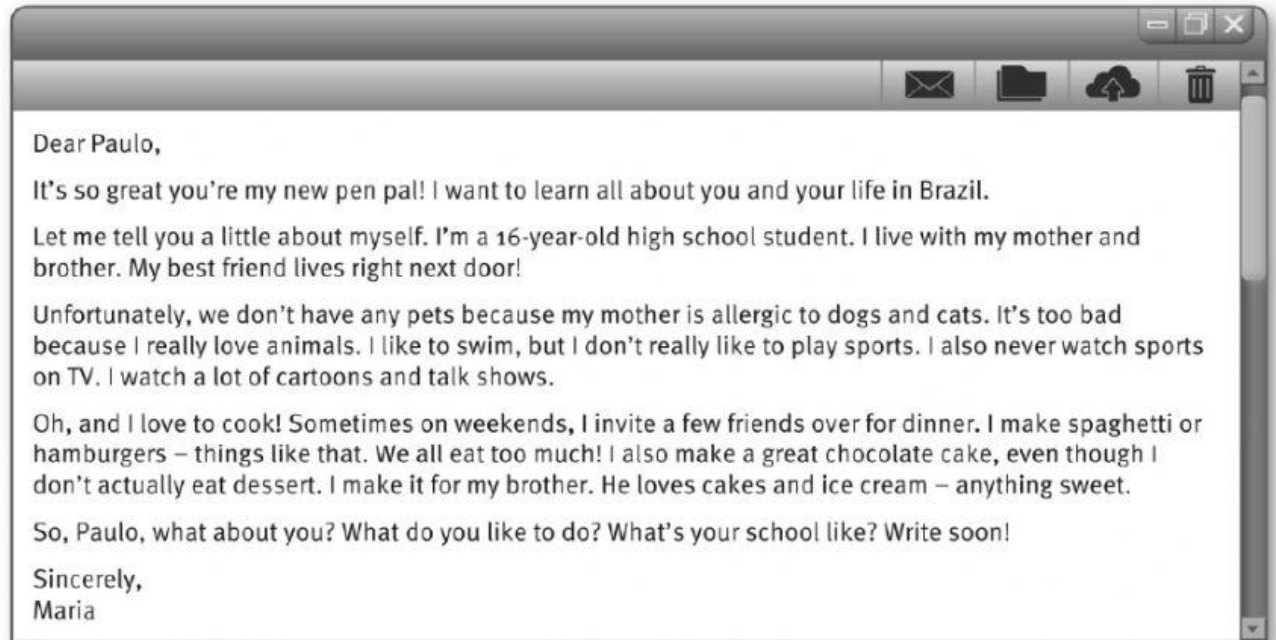 Dear Paulo,
It's so great you're my new pen pal! I want to learn all about you and your life in Brazil.
Let me tell you a little about myself. I'm a 16-year-old high school student. I live with my mother and
brother. My best friend lives right next door!
Unfortunately, we don't have any pets because my mother is allergic to dogs and cats. It's too bad
because I really love animals. I like to swim, but I don't really like to play sports. I also never watch sports
on TV. I watch a lot of cartoons and talk shows.
Oh, and I love to cook! Sometimes on weekends, I invite a few friends over for dinner. I make spaghetti or
hamburgers – things like that. We all eat too much! I also make a great chocolate cake, even though I
don't actually eat dessert. I make it for my brother. He loves cakes and ice cream – anything sweet.
So, Paulo, what about you? What do you like to do? What's your school like? Write soon!
Sincerely,
Maria